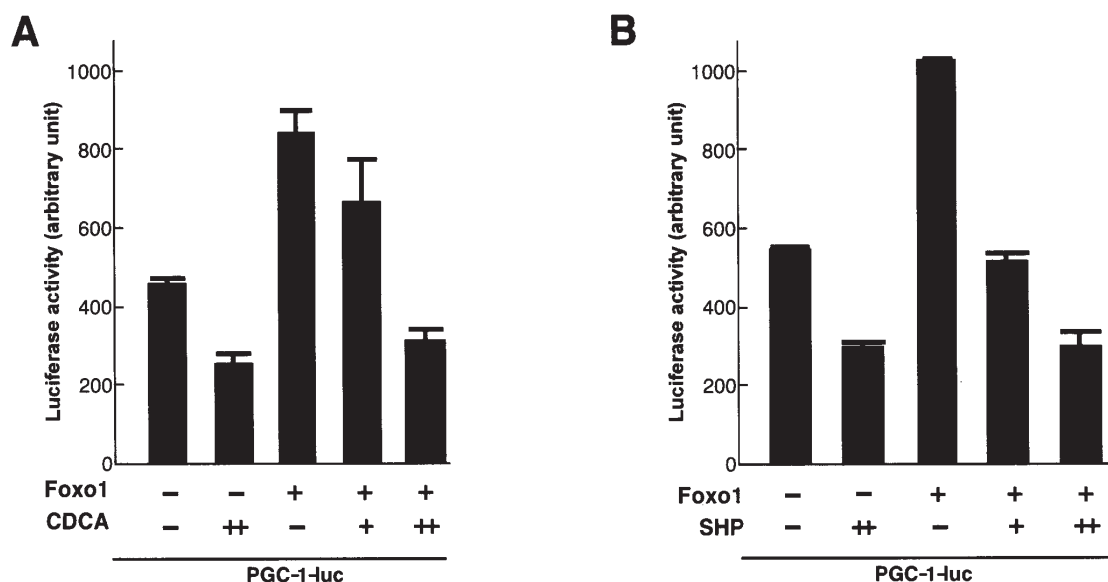 A
Luciferase activity (arbitrary unit)
1000
800
600
400
200
0
Foxo1 – – + + +
CDCA – ++ – + ++
PGC-1-luc
B
Luciferase activity (arbitrary unit)
1000
800
600
400
200
0
Foxo1 – – + + +
SHP – ++ – + ++
PGC-1-luc